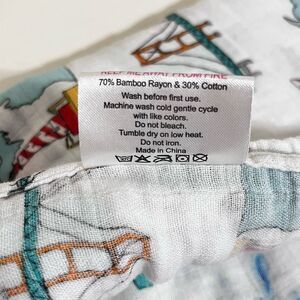 KEEP ME AWAY FROM FIRE
70% Bamboo Rayon & 30% Cotton
Wash before first use.
Machine wash cold gentle cycle
with like colors.
Do not bleach.
Tumble dry on low heat.
Do not iron.
Made in China